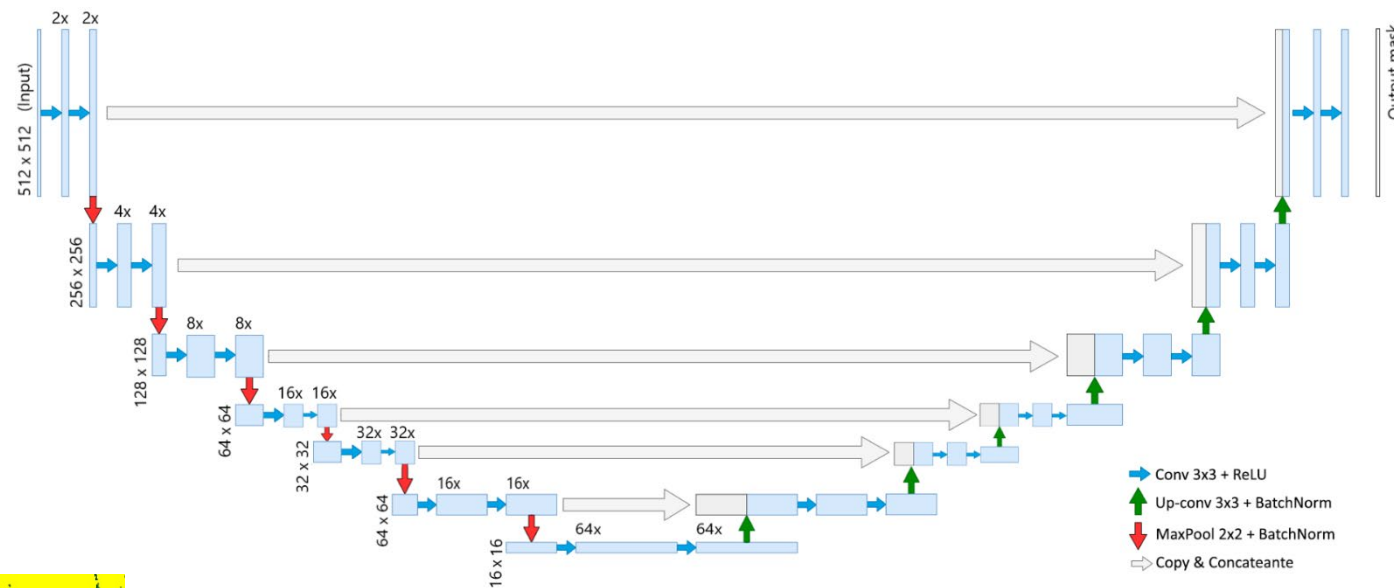 2x 2x
512 x 512 (Input)
Output mask
4x 4x
256 x 256
8x 8x
128 x 128
16x 16x
64 x 64
32x 32x
32 x 32
16x 16x
64 x 64
64x 64x
16 x 16
Conv 3x3 + ReLU
Up-conv 3x3 + BatchNorm
MaxPool 2x2 + BatchNorm
Copy & Concateante